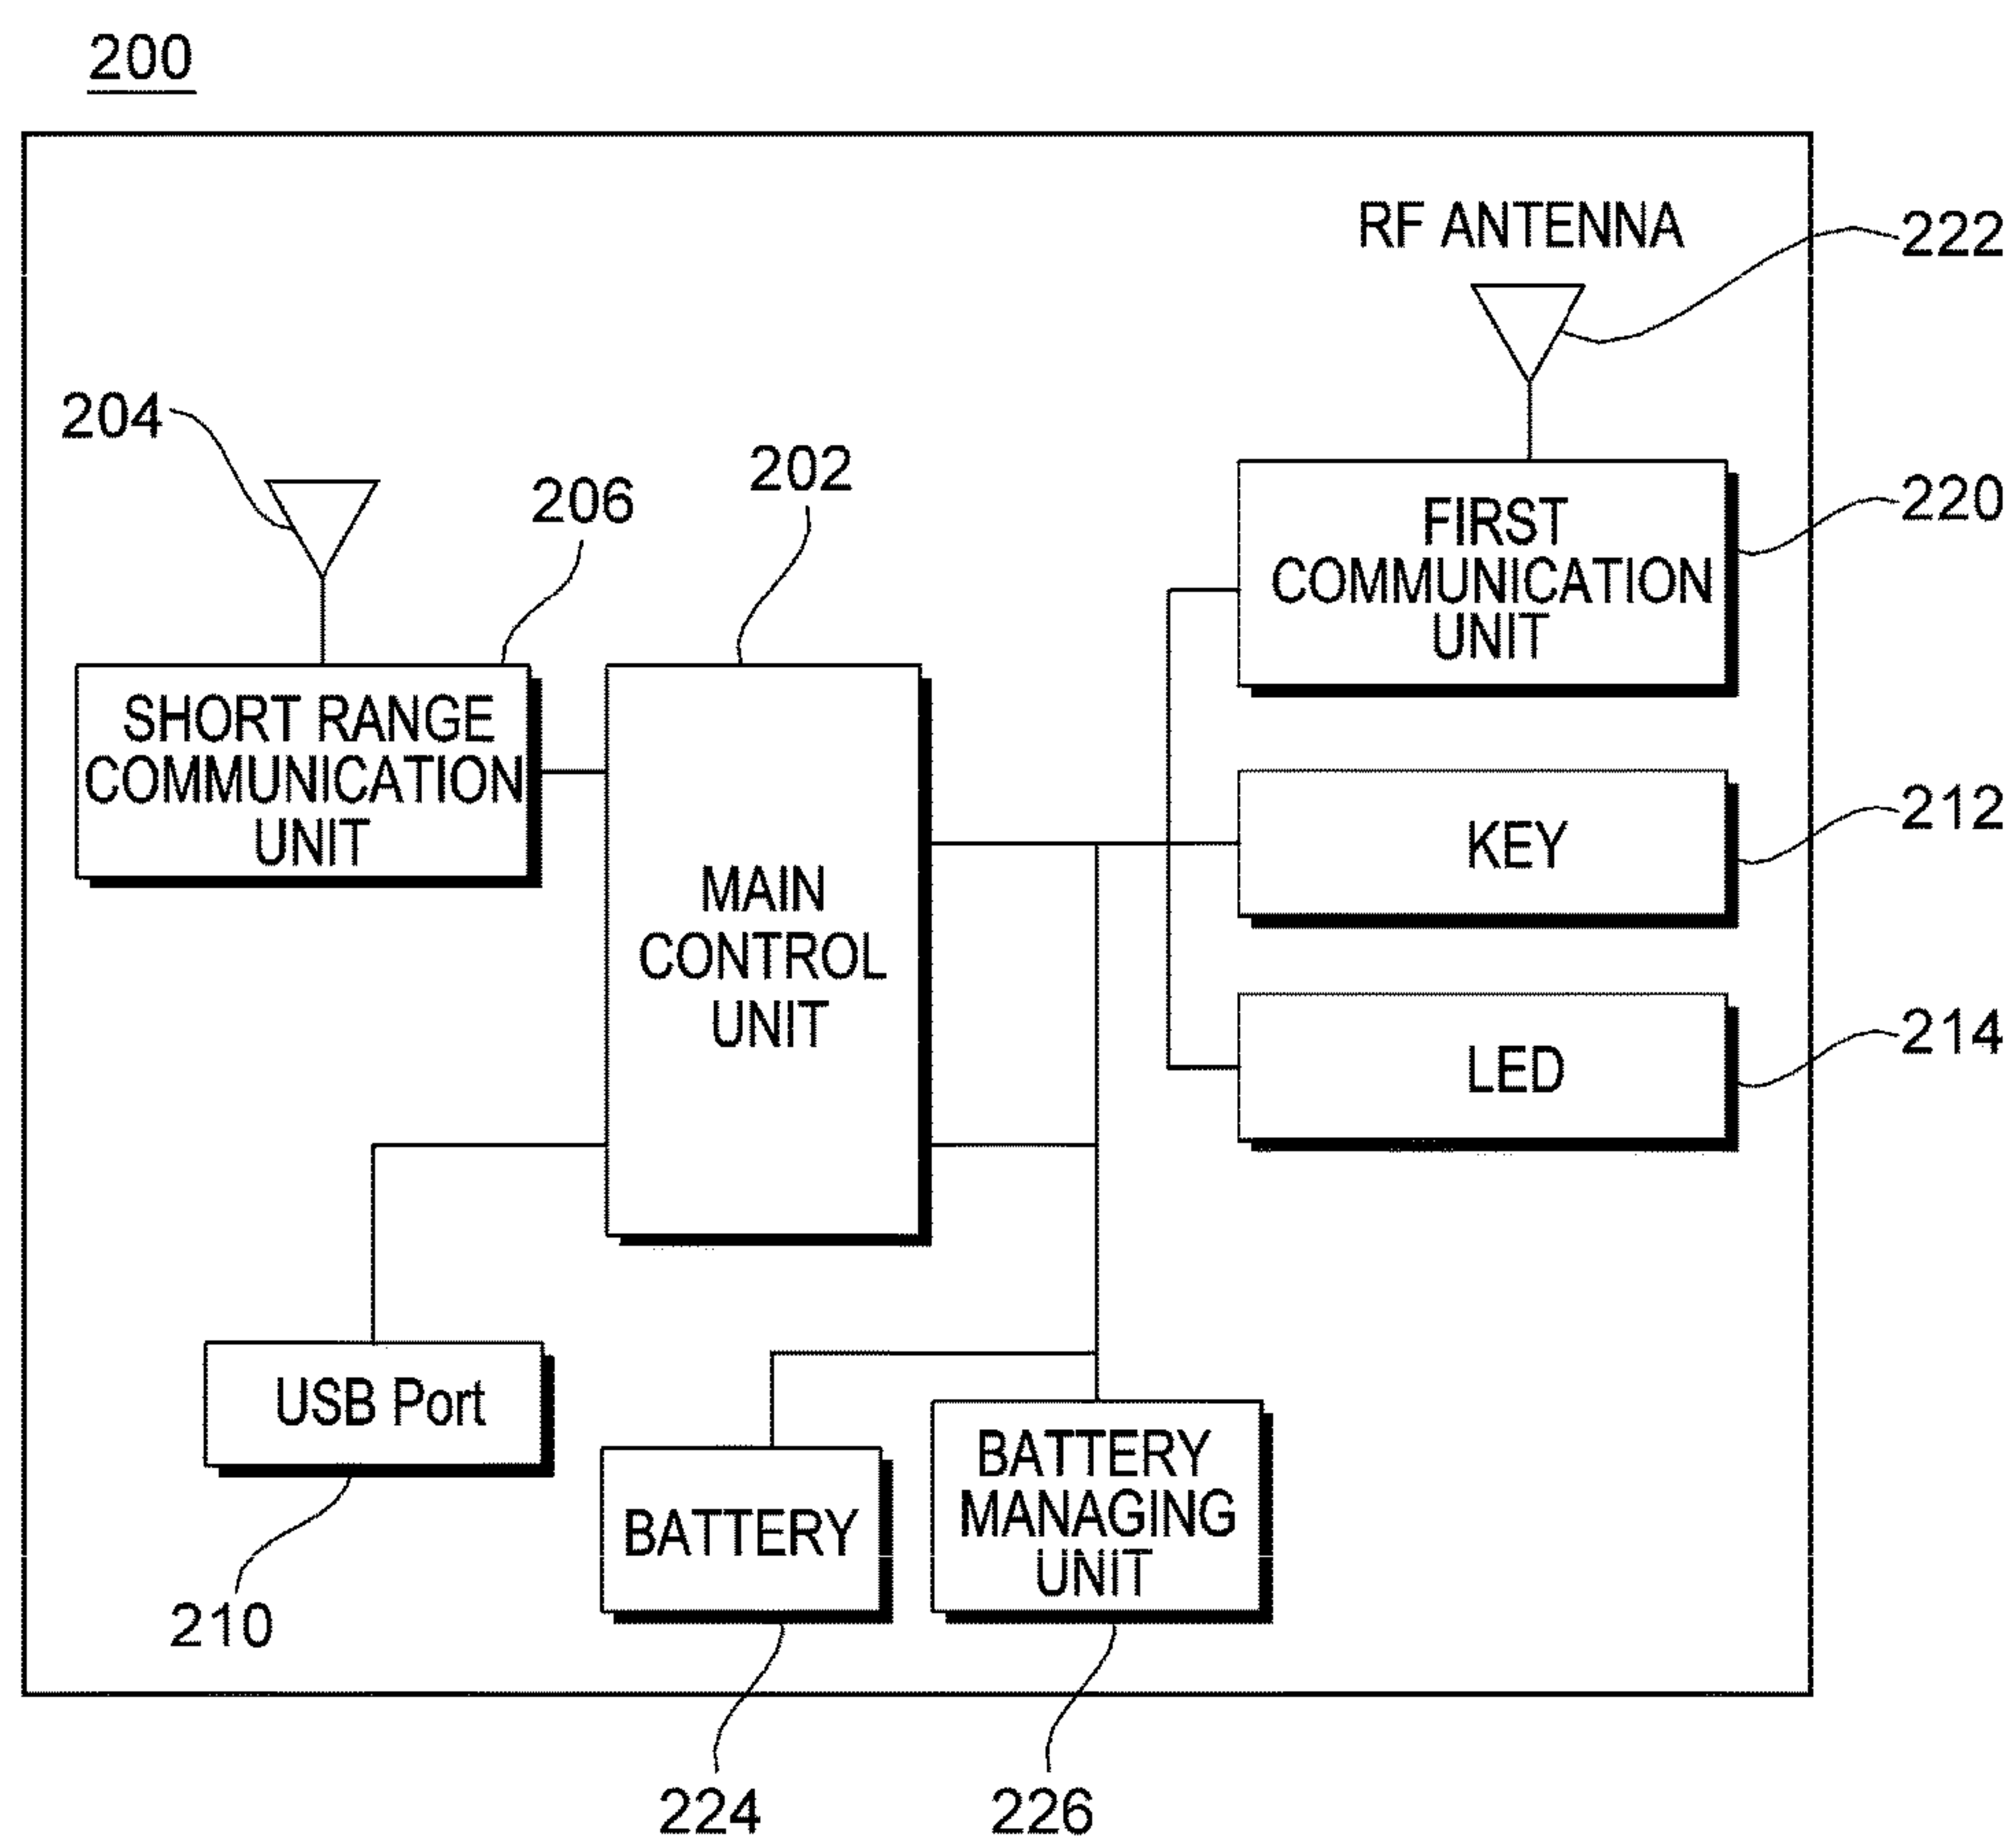 200
RF ANTENNA
222
204
206
202
220
FIRST
COMMUNICATION
UNIT
SHORT RANGE
COMMUNICATION
UNIT
212
KEY
MAIN
CONTROL
UNIT
214
LED
USB Port
BATTERY
BATTERY
MANAGING
UNIT
210
224
226